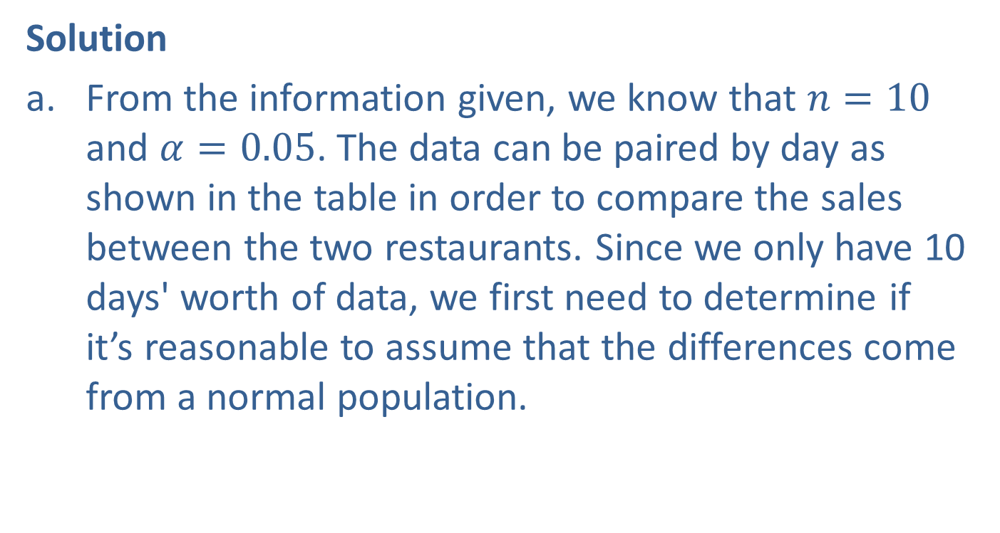 Solution
a. From the information given, we know that n = 10
and α = 0.05. The data can be paired by day as
shown in the table in order to compare the sales
between the two restaurants. Since we only have 10
days' worth of data, we first need to determine if
it’s reasonable to assume that the differences come
from a normal population.